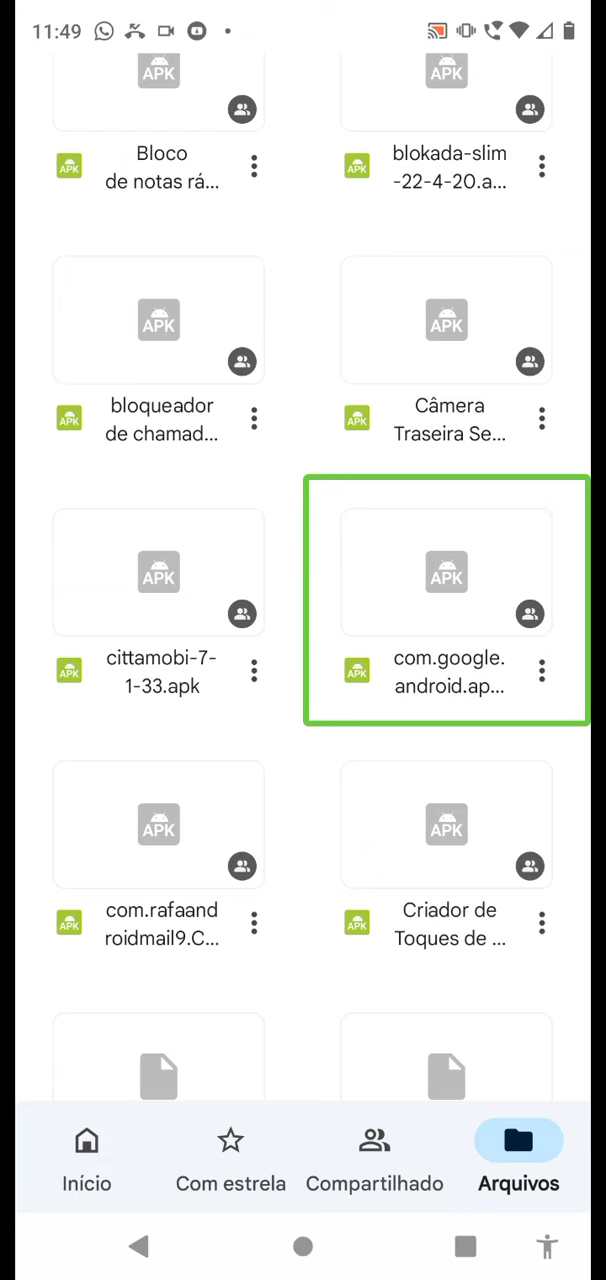 11:49
APK
APK
APK
Bloco
de notas rá...
APK
blokada-slim
-22-4-20.a...
APK
APK
APK
bloqueador
de chamad...
APK
Câmera
Traseira Se...
APK
APK
APK
cittamobi-7-
1-33.apk
APK
com.google.
android.ap...
APK
APK
APK
com.rafaand
roidmail9.C...
APK
Criador de
Toques de ...
Início
Com estrela
Compartilhado
Arquivos